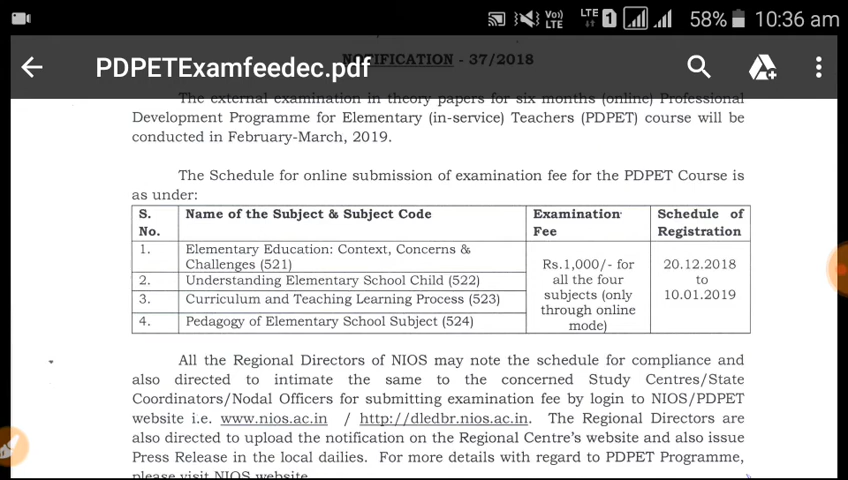 Vo)) LTE LTE 1 58% 10:36 am
PDPETExamfeedec.pdf
NOTIFICATION - 37/2018
The external examination in theory papers for six months (online) Professional
Development Programme for Elementary (in-service) Teachers (PDPET) course will be
conducted in February-March, 2019.
The Schedule for online submission of examination fee for the PDPET Course is
as under:
S. No. Name of the Subject & Subject Code Examination Fee Schedule of Registration
1. Elementary Education: Context, Concerns &
Challenges (521)
2. Understanding Elementary School Child (522)
3. Curriculum and Teaching Learning Process (523)
4. Pedagogy of Elementary School Subject (524)
Rs.1,000/- for
all the four
subjects (only
through online
mode)
20.12.2018
to
10.01.2019
All the Regional Directors of NIOS may note the schedule for compliance and
also directed to intimate the same to the concerned Study Centres/State
Coordinators/Nodal Officers for submitting examination fee by login to NIOS/PDPET
website i.e. www.nios.ac.in / http://dledbr.nios.ac.in. The Regional Directors are
also directed to upload the notification on the Regional Centre's website and also issue
Press Release in the local dailies. For more details with regard to PDPET Programme,
please visit NIOS website.